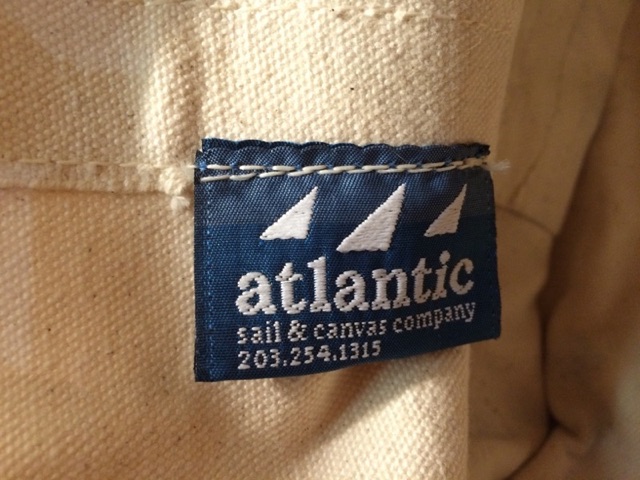 atlantic
sail & canvas company
203.254.1315